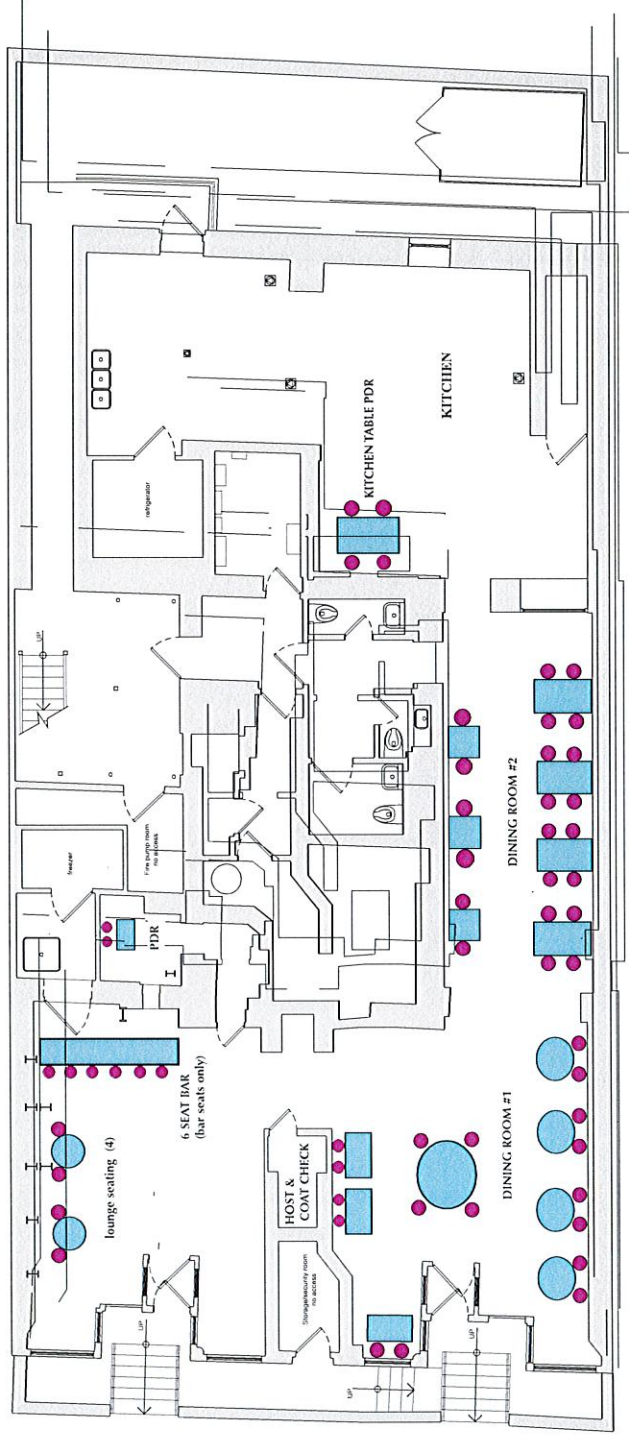 UP
refrigerator
KITCHEN TABLE PDR
KITCHEN
freezer
Fire pump room
no access
PDR
6 SEAT BAR
(bar seats only)
lounge seating (4)
HOST &
COAT CHECK
Storage/security room
no access
DINING ROOM #2
DINING ROOM #1
UP
UP
UP